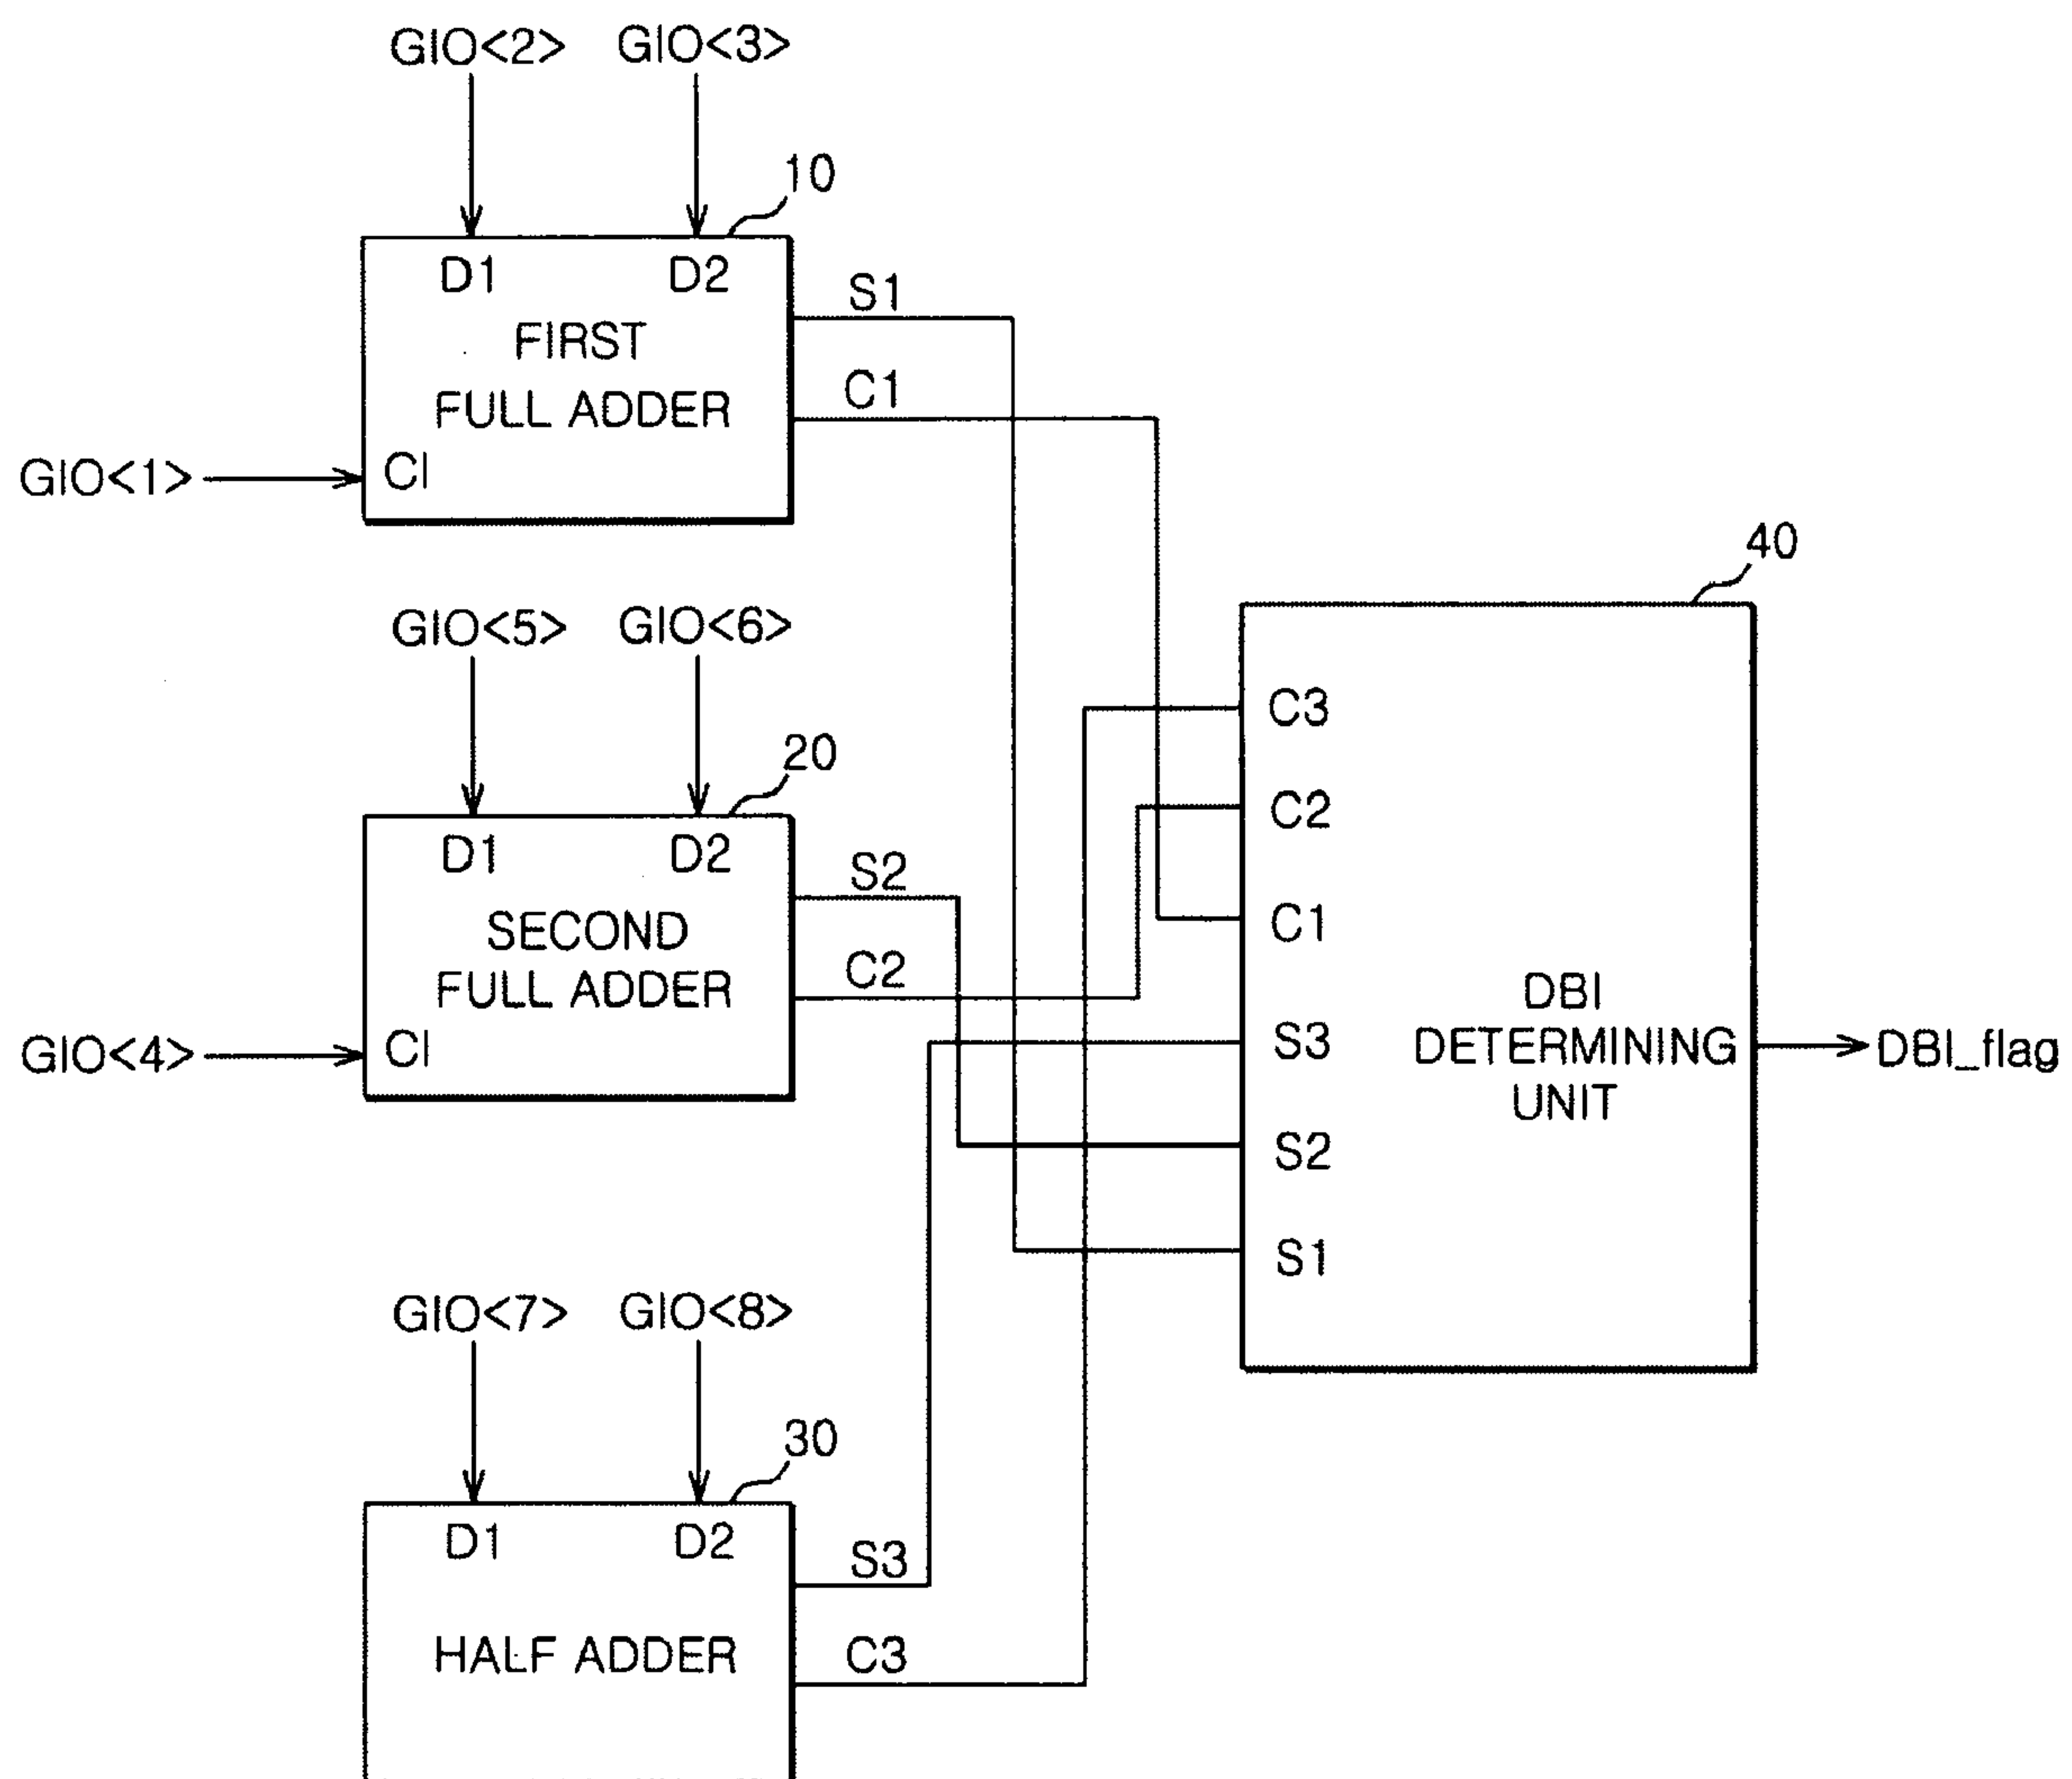 GIO<2> GIO<3>
10
D1 D2
S1
FIRST
FULL ADDER
C1
CI
GIO<1>
40
GIO<5> GIO<6>
20
C3
C2
D1 D2
S2
SECOND
FULL ADDER
C2
C1
DBI
DETERMINING
UNIT
S3
DBI_flag
GIO<4>
CI
S2
S1
GIO<7> GIO<8>
30
D1 D2
S3
HALF ADDER
C3